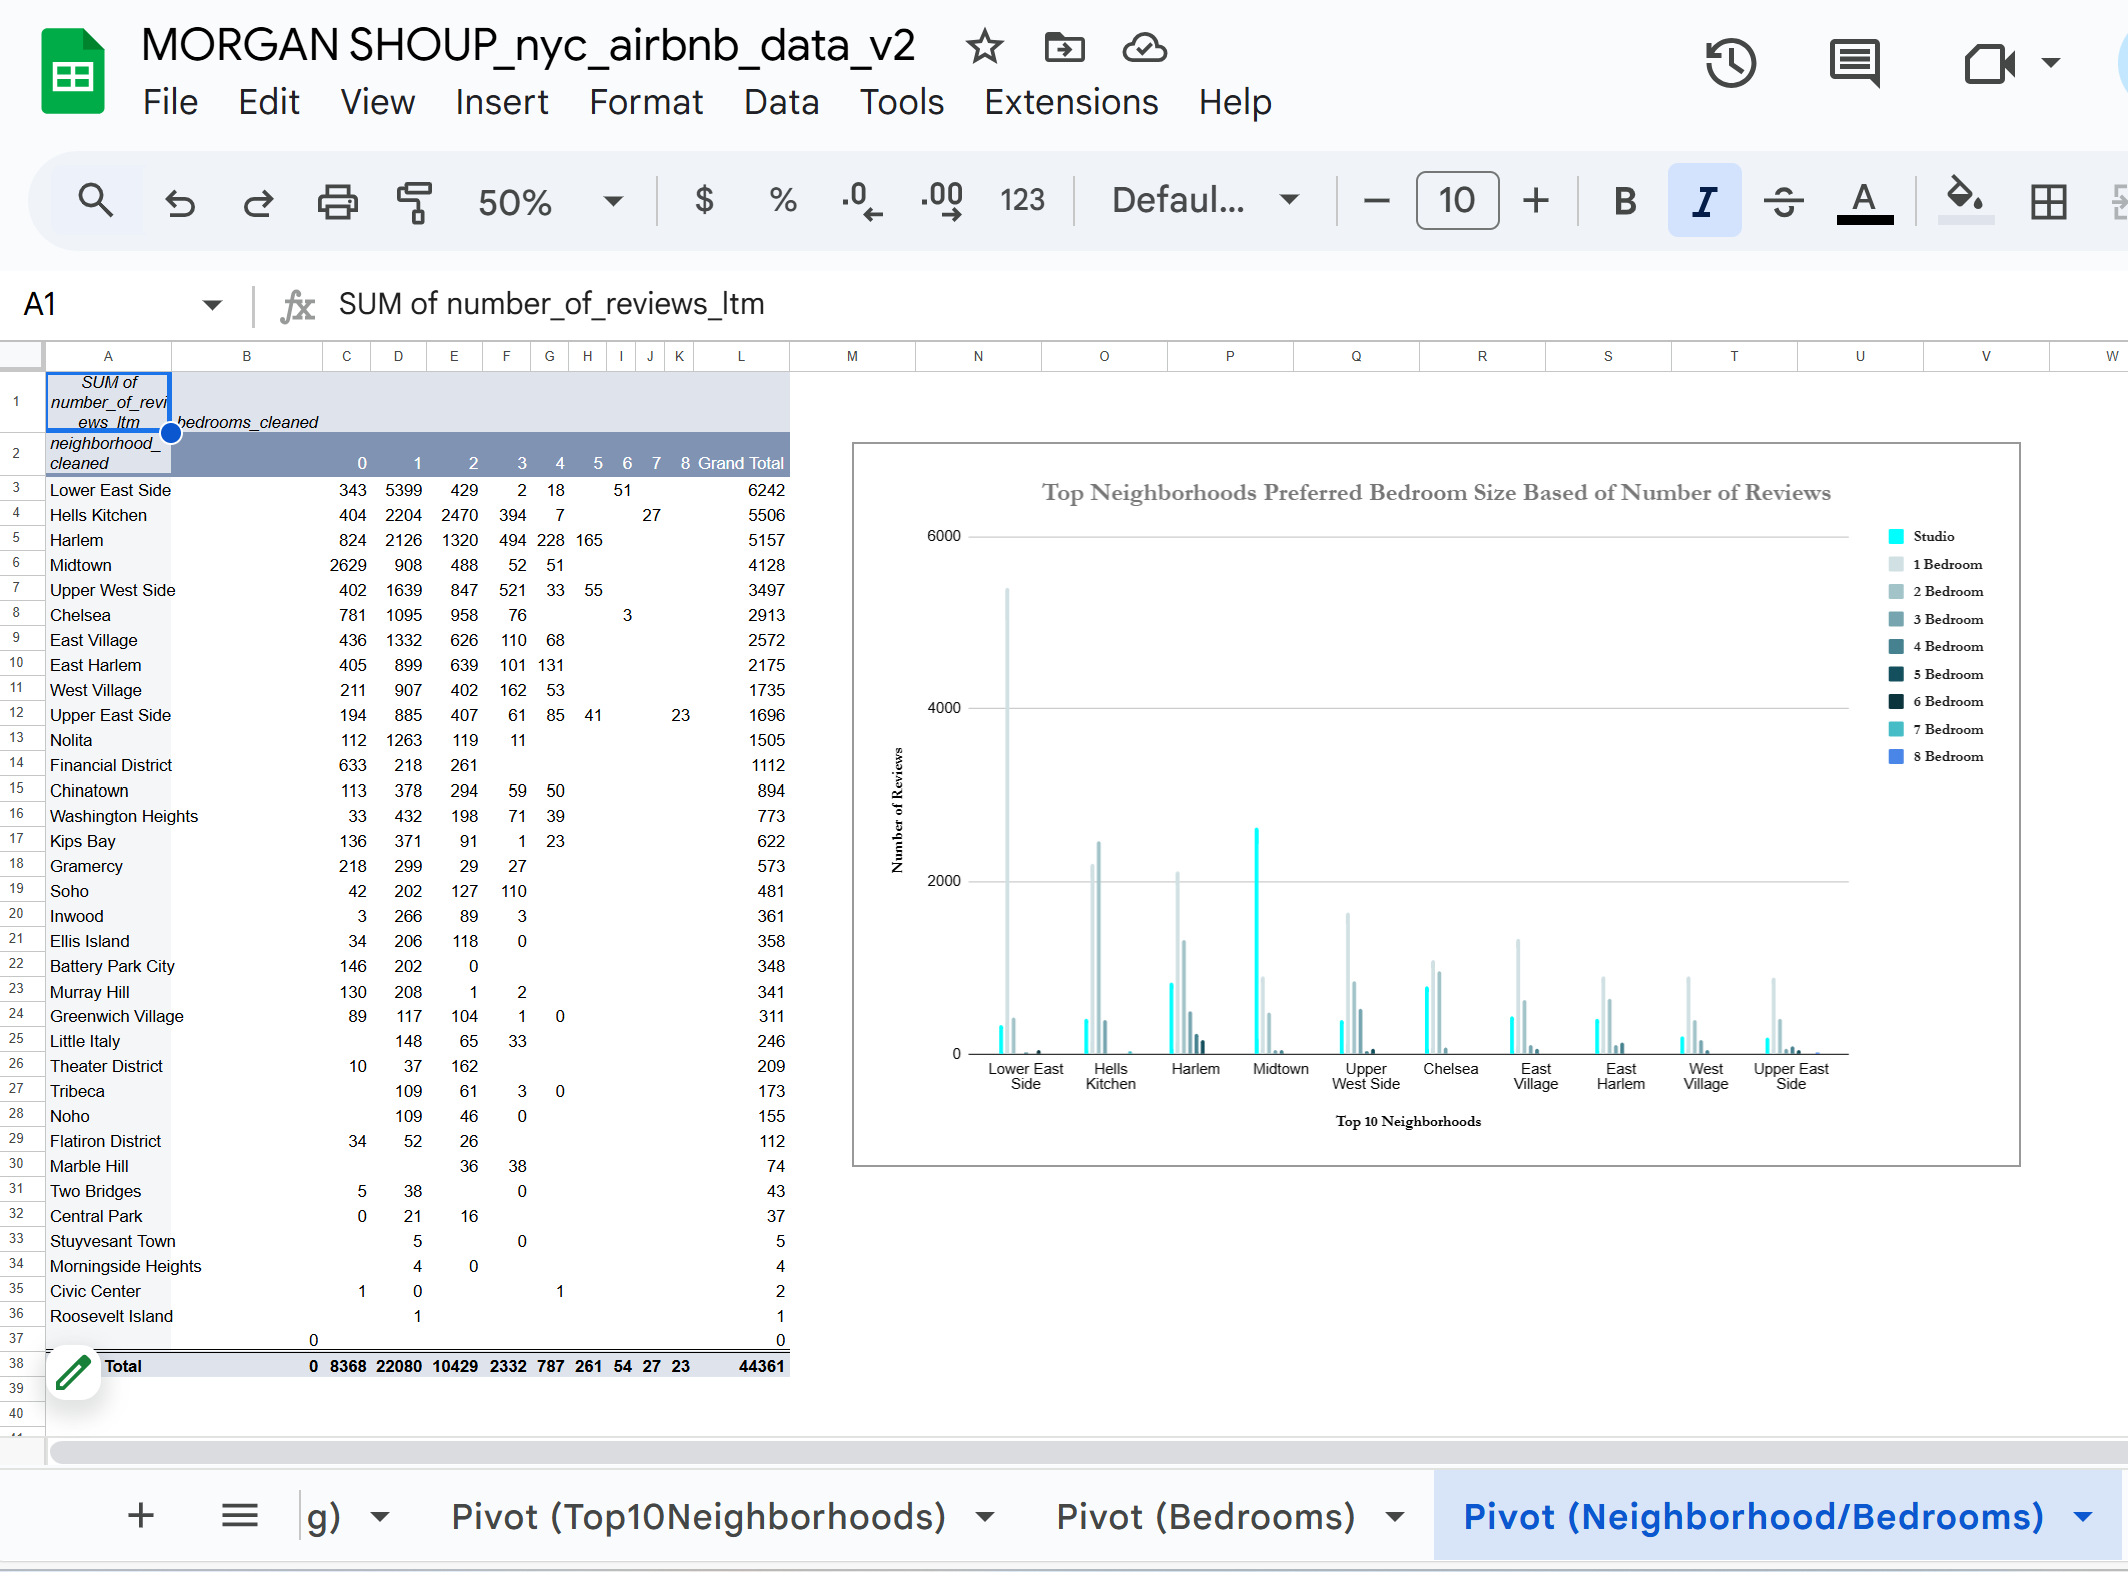 MORGAN SHOUP_nyc_airbnb_data_v2
File Edit View Insert Format Data Tools Extensions Help
50% $ % .0 .00 123 Defaul... 10 B I A
A1 fx SUM of number_of_reviews_ltm
A B C D E F G H I J K L M N O P Q R S T U V W
1 SUM of
number_of_revi
ews_ltm bedrooms_cleaned
2 neighborhood_
cleaned 0 1 2 3 4 5 6 7 8 Grand Total
3 Lower East Side 343 5399 429 2 18 51 6242
4 Hells Kitchen 404 2204 2470 394 7 27 5506
5 Harlem 824 2126 1320 494 228 165 5157
6 Midtown 2629 908 488 52 51 4128
7 Upper West Side 402 1639 847 521 33 55 3497
8 Chelsea 781 1095 958 76 3 2913
9 East Village 436 1332 626 110 68 2572
10 East Harlem 405 899 639 101 131 2175
11 West Village 211 907 402 162 53 1735
12 Upper East Side 194 885 407 61 85 41 23 1696
13 Nolita 112 1263 119 11 1505
14 Financial District 633 218 261 1112
15 Chinatown 113 378 294 59 50 894
16 Washington Heights 33 432 198 71 39 773
17 Kips Bay 136 371 91 1 23 622
18 Gramercy 218 299 29 27 573
19 Soho 42 202 127 110 481
20 Inwood 3 266 89 3 361
21 Ellis Island 34 206 118 0 358
22 Battery Park City 146 202 0 348
23 Murray Hill 130 208 1 2 341
24 Greenwich Village 89 117 104 1 0 311
25 Little Italy 148 65 33 246
26 Theater District 10 37 162 209
27 Tribeca 109 61 3 0 173
28 Noho 109 46 0 155
29 Flatiron District 34 52 26 112
30 Marble Hill 36 38 74
31 Two Bridges 5 38 0 43
32 Central Park 0 21 16 37
33 Stuyvesant Town 5 0 5
34 Morningside Heights 4 0 4
35 Civic Center 1 0 1 2
36 Roosevelt Island 1 1
37 0 0
38 Total 0 8368 22080 10429 2332 787 261 54 27 23 44361
39
40
Top Neighborhoods Preferred Bedroom Size Based of Number of Reviews
6000
4000
2000
0
Number of Reviews
Studio
1 Bedroom
2 Bedroom
3 Bedroom
4 Bedroom
5 Bedroom
6 Bedroom
7 Bedroom
8 Bedroom
Lower East Hells Harlem Midtown Upper Chelsea East East West Upper East
Side Kitchen West Side Village Harlem Village Side
Top 10 Neighborhoods
g) Pivot (Top10Neighborhoods) Pivot (Bedrooms) Pivot (Neighborhood/Bedrooms)